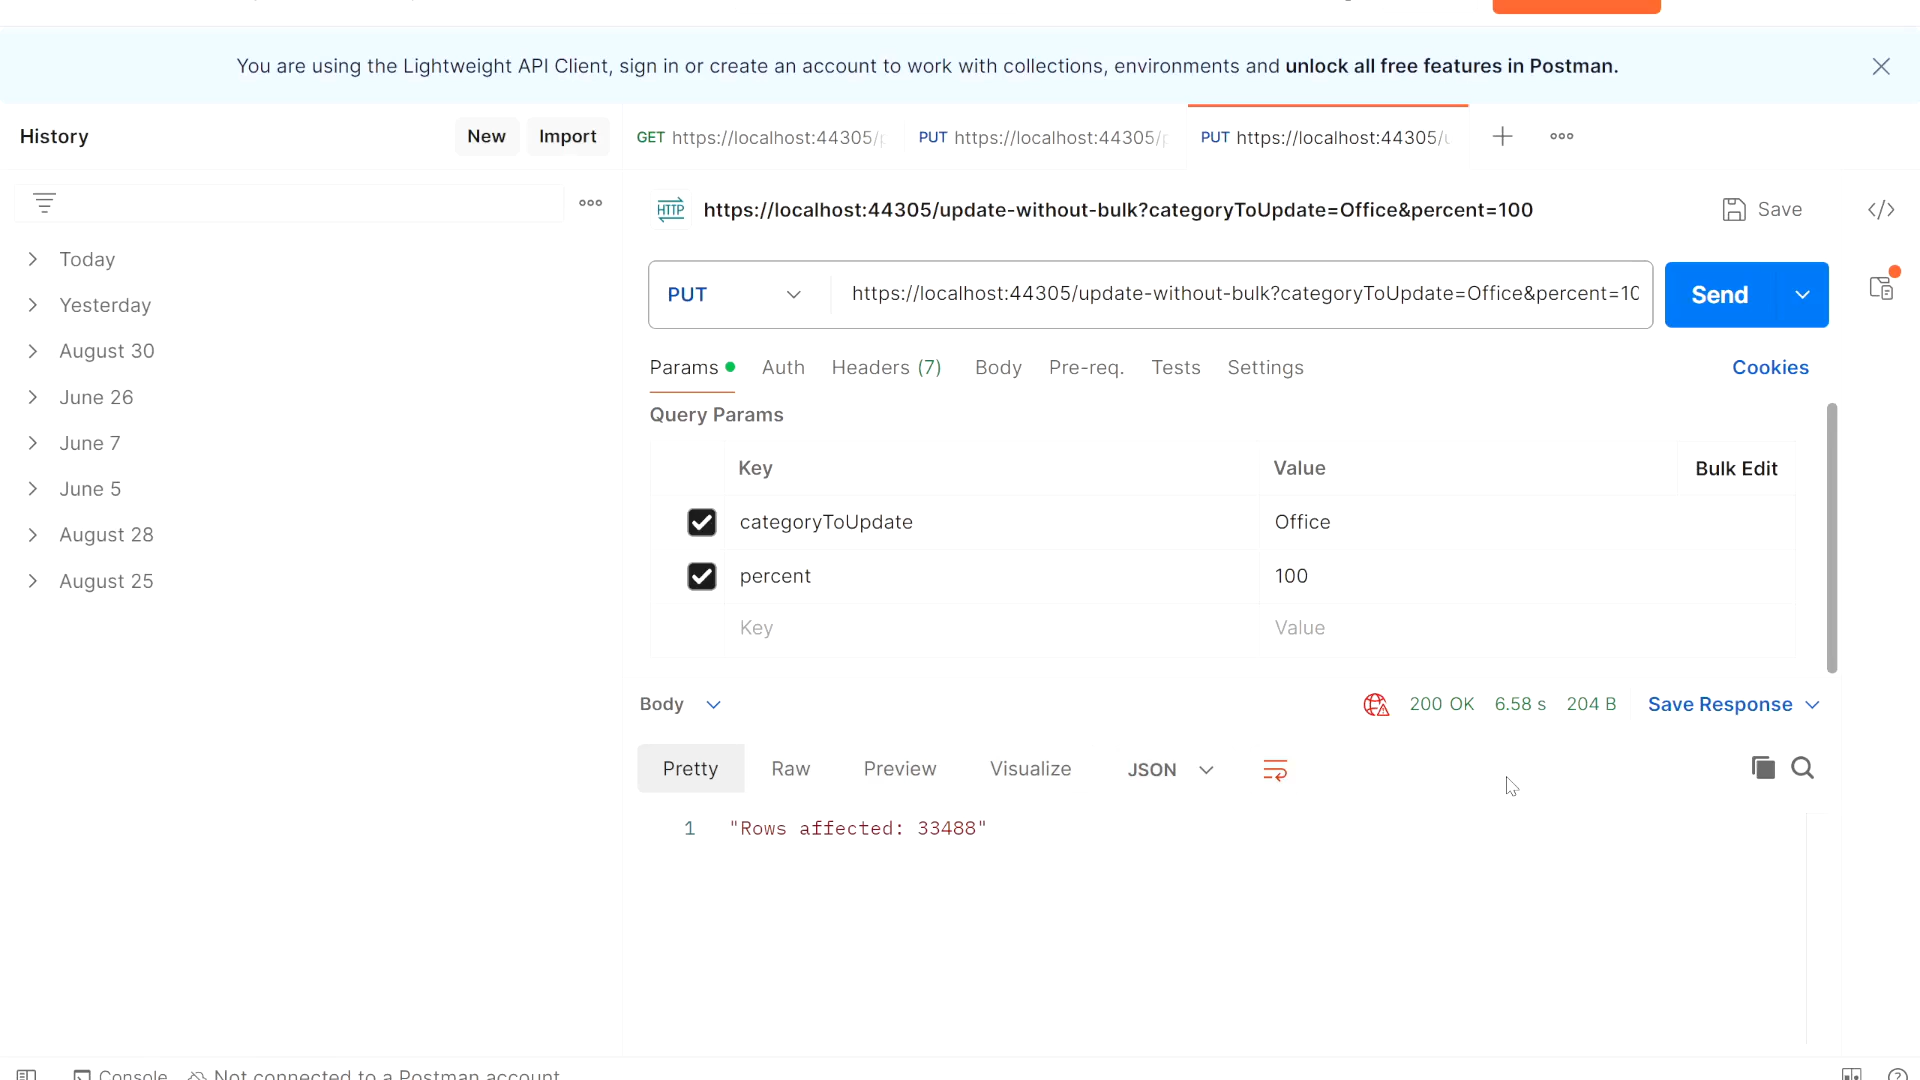 You are using the Lightweight API Client, sign in or create an account to work with collections, environments and unlock all free features in Postman.
History
New
Import
GET https://localhost:44305/p
PUT https://localhost:44305/p
PUT https://localhost:44305/u
HTTP https://localhost:44305/update-without-bulk?categoryToUpdate=Office&percent=100
Save
Today
Yesterday
August 30
June 26
June 7
June 5
August 28
August 25
PUT
https://localhost:44305/update-without-bulk?categoryToUpdate=Office&percent=10
Send
Params
Auth
Headers (7)
Body
Pre-req.
Tests
Settings
Cookies
Query Params
Key
Value
Bulk Edit
categoryToUpdate
Office
percent
100
Key
Value
Body
200 OK
6.58 s
204 B
Save Response
Pretty
Raw
Preview
Visualize
JSON
1 "Rows affected: 33488"
Console
Not connected to a Postman account